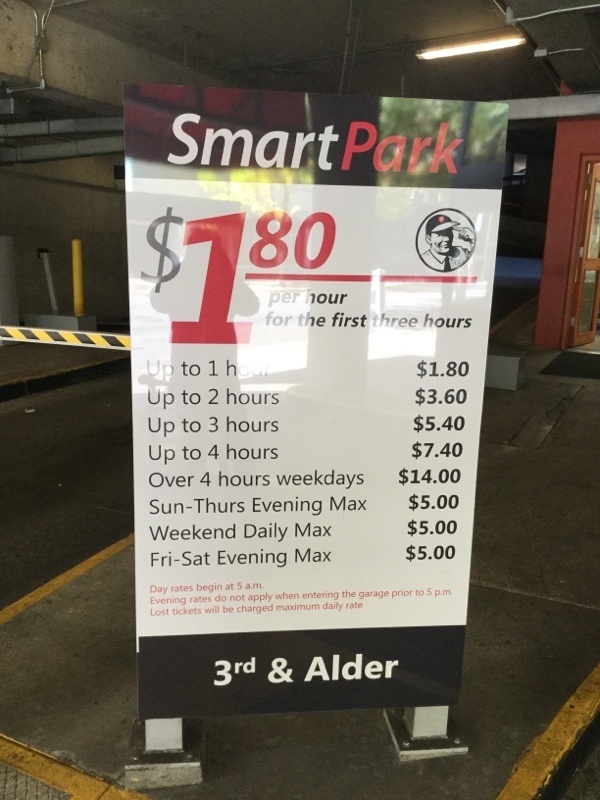 SmartPark
$1 80
per hour
for the first three hours
Up to 1 hour $1.80
Up to 2 hours $3.60
Up to 3 hours $5.40
Up to 4 hours $7.40
Over 4 hours weekdays $14.00
Sun-Thurs Evening Max $5.00
Weekend Daily Max $5.00
Fri-Sat Evening Max $5.00
Day rates begin at 5 a.m.
Evening rates do not apply when entering the garage prior to 5 p.m.
Lost tickets will be charged maximum daily rate
3rd & Alder